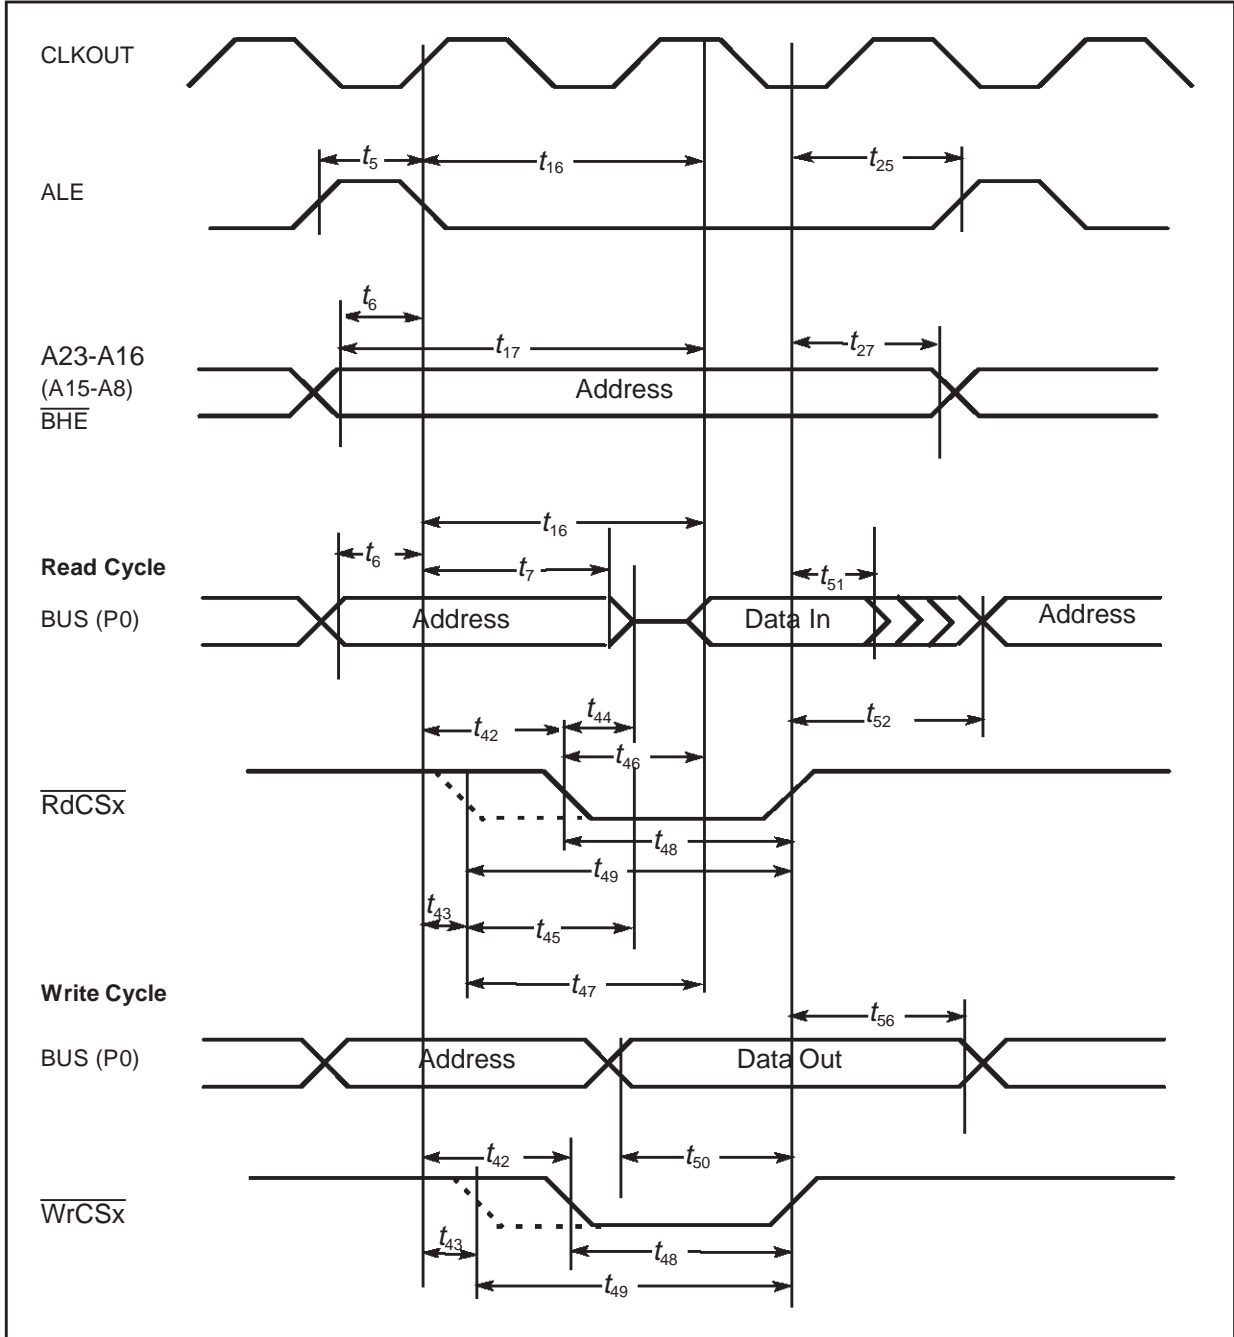 CLKOUT
t5
t16
t25
ALE
t6
t17
t27
A23-A16
(A15-A8)
BHE
Address
t16
t6
t7
t51
Read Cycle
BUS (P0)
Address
Data In
Address
t44
t42
t52
t46
RdCSx
t48
t49
t43
t45
t47
Write Cycle
t56
BUS (P0)
Address
Data Out
t42
t50
WrCSx
t43
t48
t49